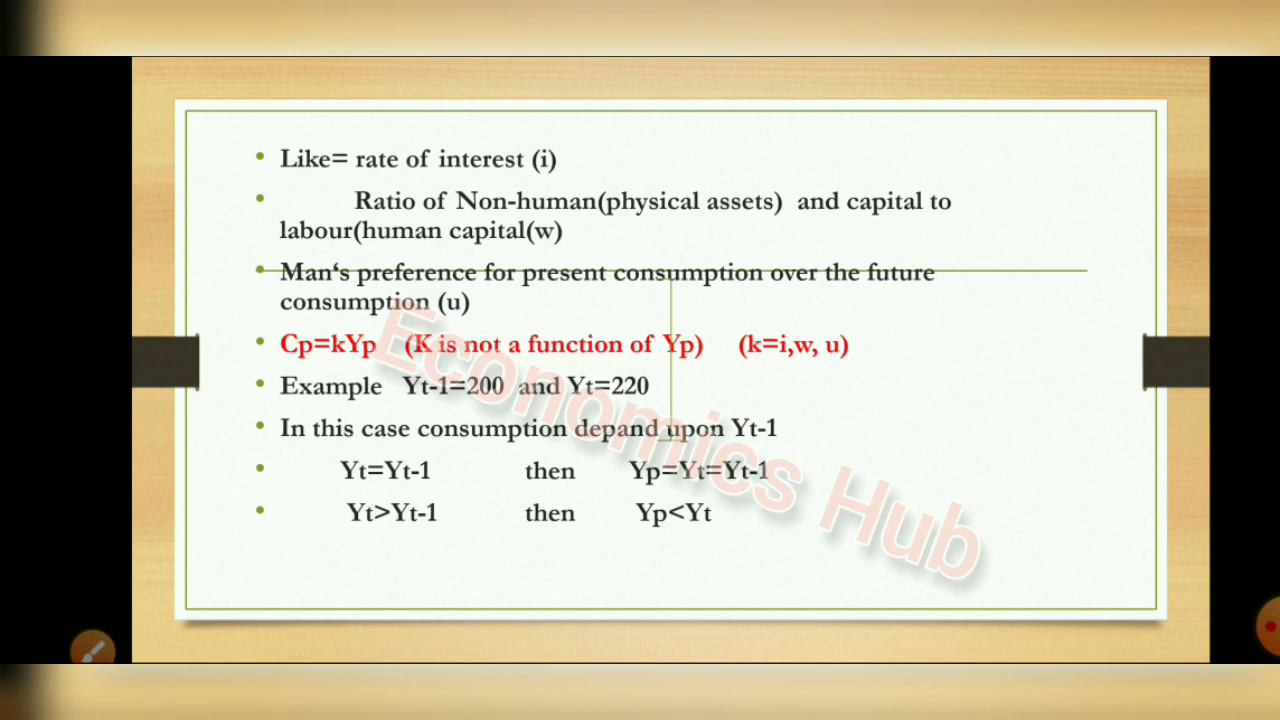 Like= rate of interest (i)
Ratio of Non-human(physical assets) and capital to
labour(human capital(w)
Man‘s preference for present consumption over the future
consumption (u)
Cp=kYp (K is not a function of Yp) (k=i,w, u)
Example Yt-1=200 and Yt=220
In this case consumption depand upon Yt-1
Yt=Yt-1 then Yp=Yt=Yt-1
Yt>Yt-1 then Yp<Yt
Economics Hub